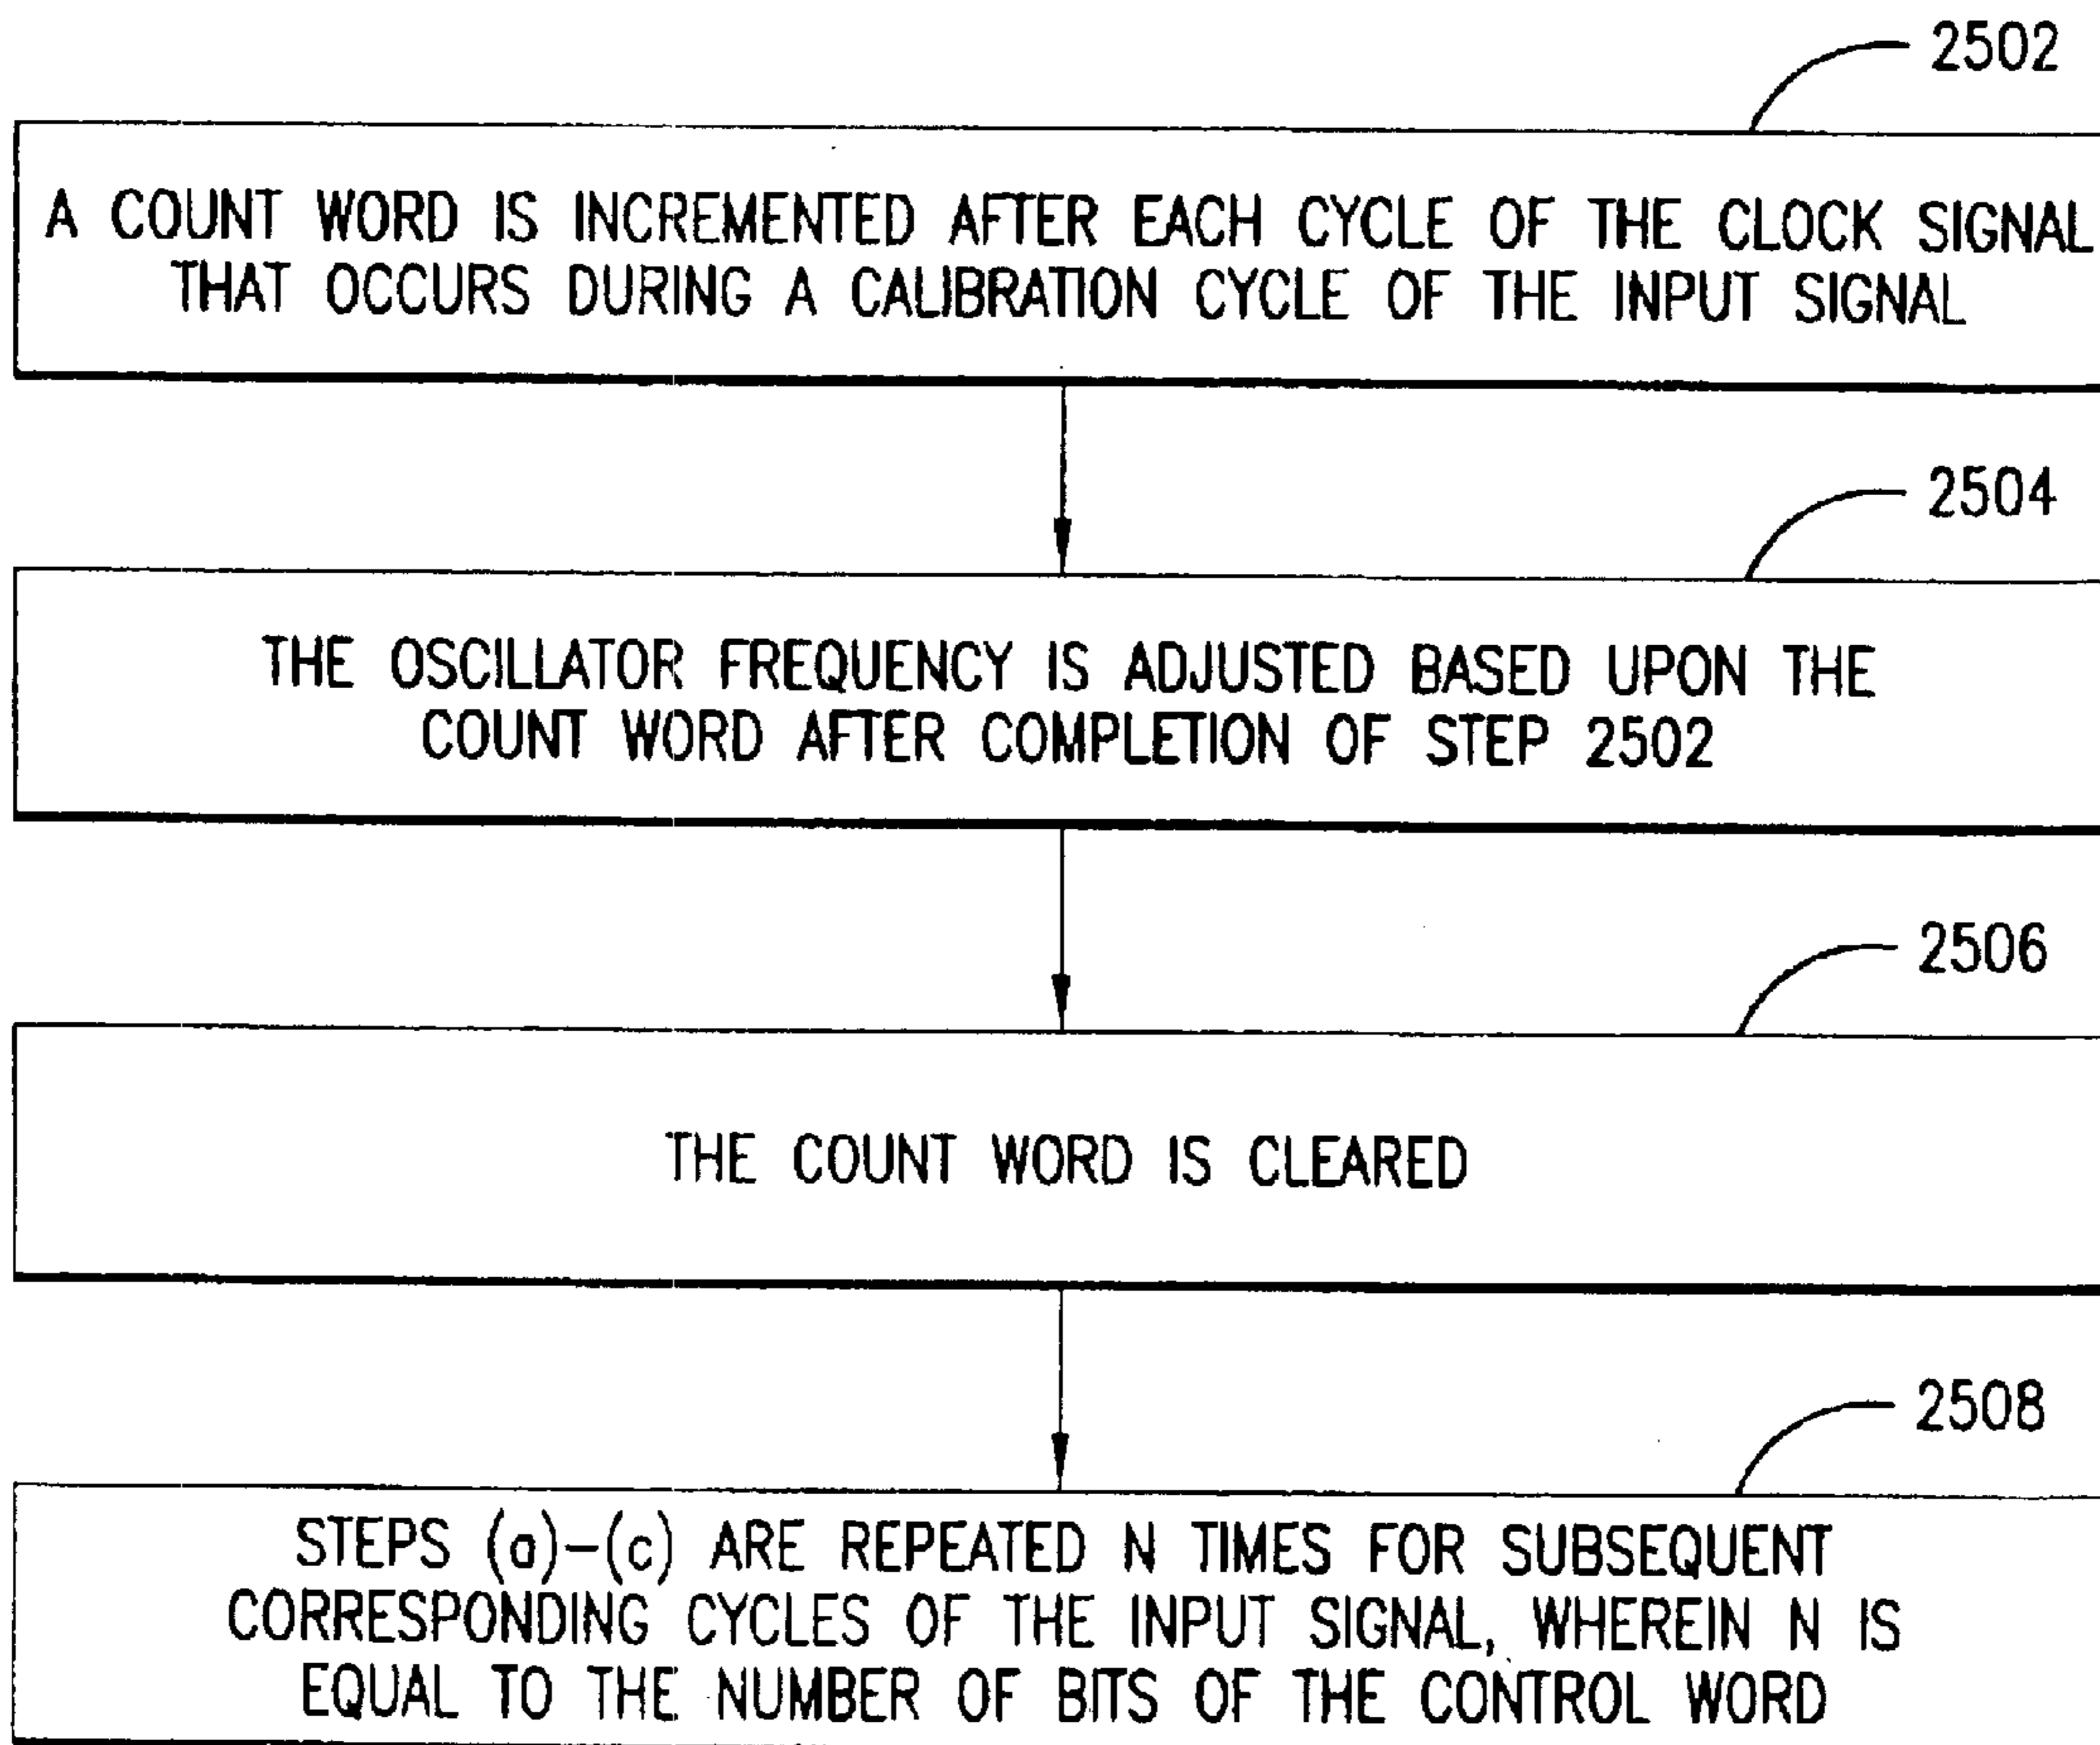 2502
A COUNT WORD IS INCREMENTED AFTER EACH CYCLE OF THE CLOCK SIGNAL
THAT OCCURS DURING A CALIBRATION CYCLE OF THE INPUT SIGNAL
2504
THE OSCILLATOR FREQUENCY IS ADJUSTED BASED UPON THE
COUNT WORD AFTER COMPLETION OF STEP 2502
2506
THE COUNT WORD IS CLEARED
2508
STEPS (a)-(c) ARE REPEATED N TIMES FOR SUBSEQUENT
CORRESPONDING CYCLES OF THE INPUT SIGNAL, WHEREIN N IS
EQUAL TO THE NUMBER OF BITS OF THE CONTROL WORD